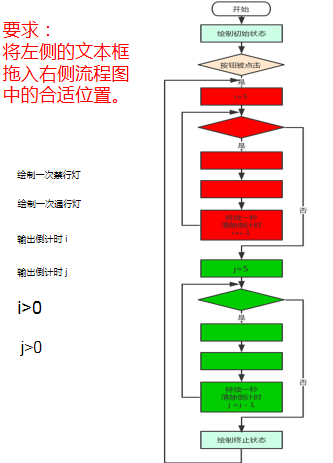 要求：
将左侧的文本框
拖入右侧流程图
中的合适位置。
绘制一次禁行灯
绘制一次通行灯
输出倒计时 i
输出倒计时 j
i>0
j>0
开始
绘制初始状态
按钮被点击
是
是
持续一秒
清除倒计时
否
j=5
是
持续一秒
清除倒计时
j =j - 1
否
绘制终止状态